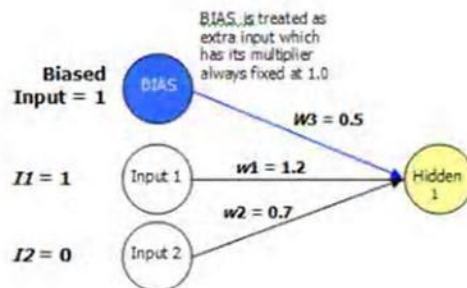 BIAS is treated as
extra input which
has its multiplier
always fixed at 1.0
Biased
Input = 1
BIAS
w3 = 0.5
I1 = 1
Input 1
w1 = 1.2
Hidden
1
w2 = 0.7
I2 = 0
Input 2